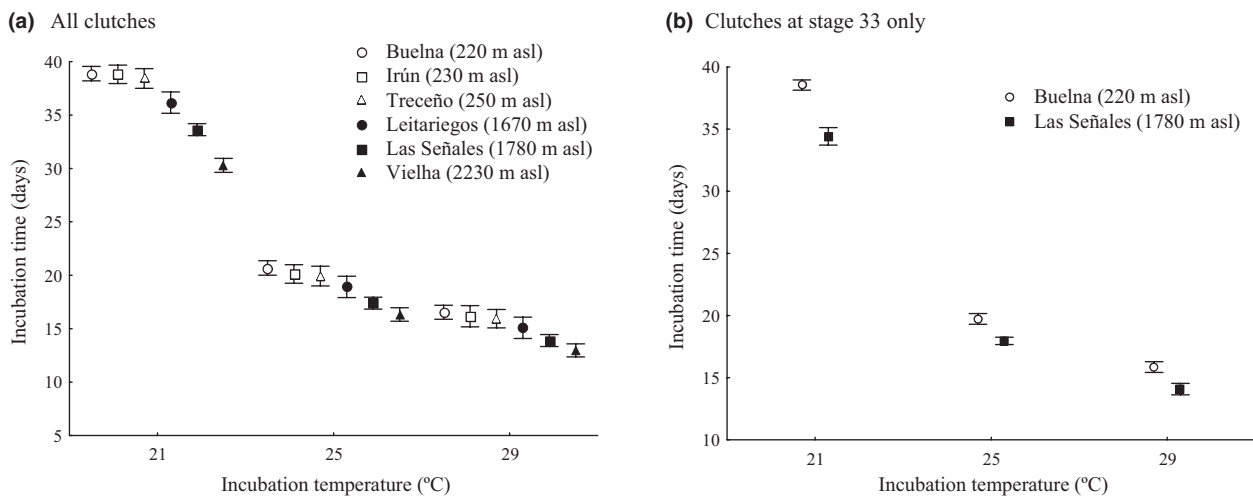 (a) All clutches
Buelna (220 m asl)
Irún (230 m asl)
Treceño (250 m asl)
Leitariegos (1670 m asl)
Las Señales (1780 m asl)
Vielha (2230 m asl)
40
35
30
25
20
15
10
5
Incubation time (days)
21 25 29
Incubation temperature (ºC)
(b) Clutches at stage 33 only
Buelna (220 m asl)
Las Señales (1780 m asl)
40
35
30
25
20
15
10
Incubation time (days)
21 25 29
Incubation temperature (ºC)